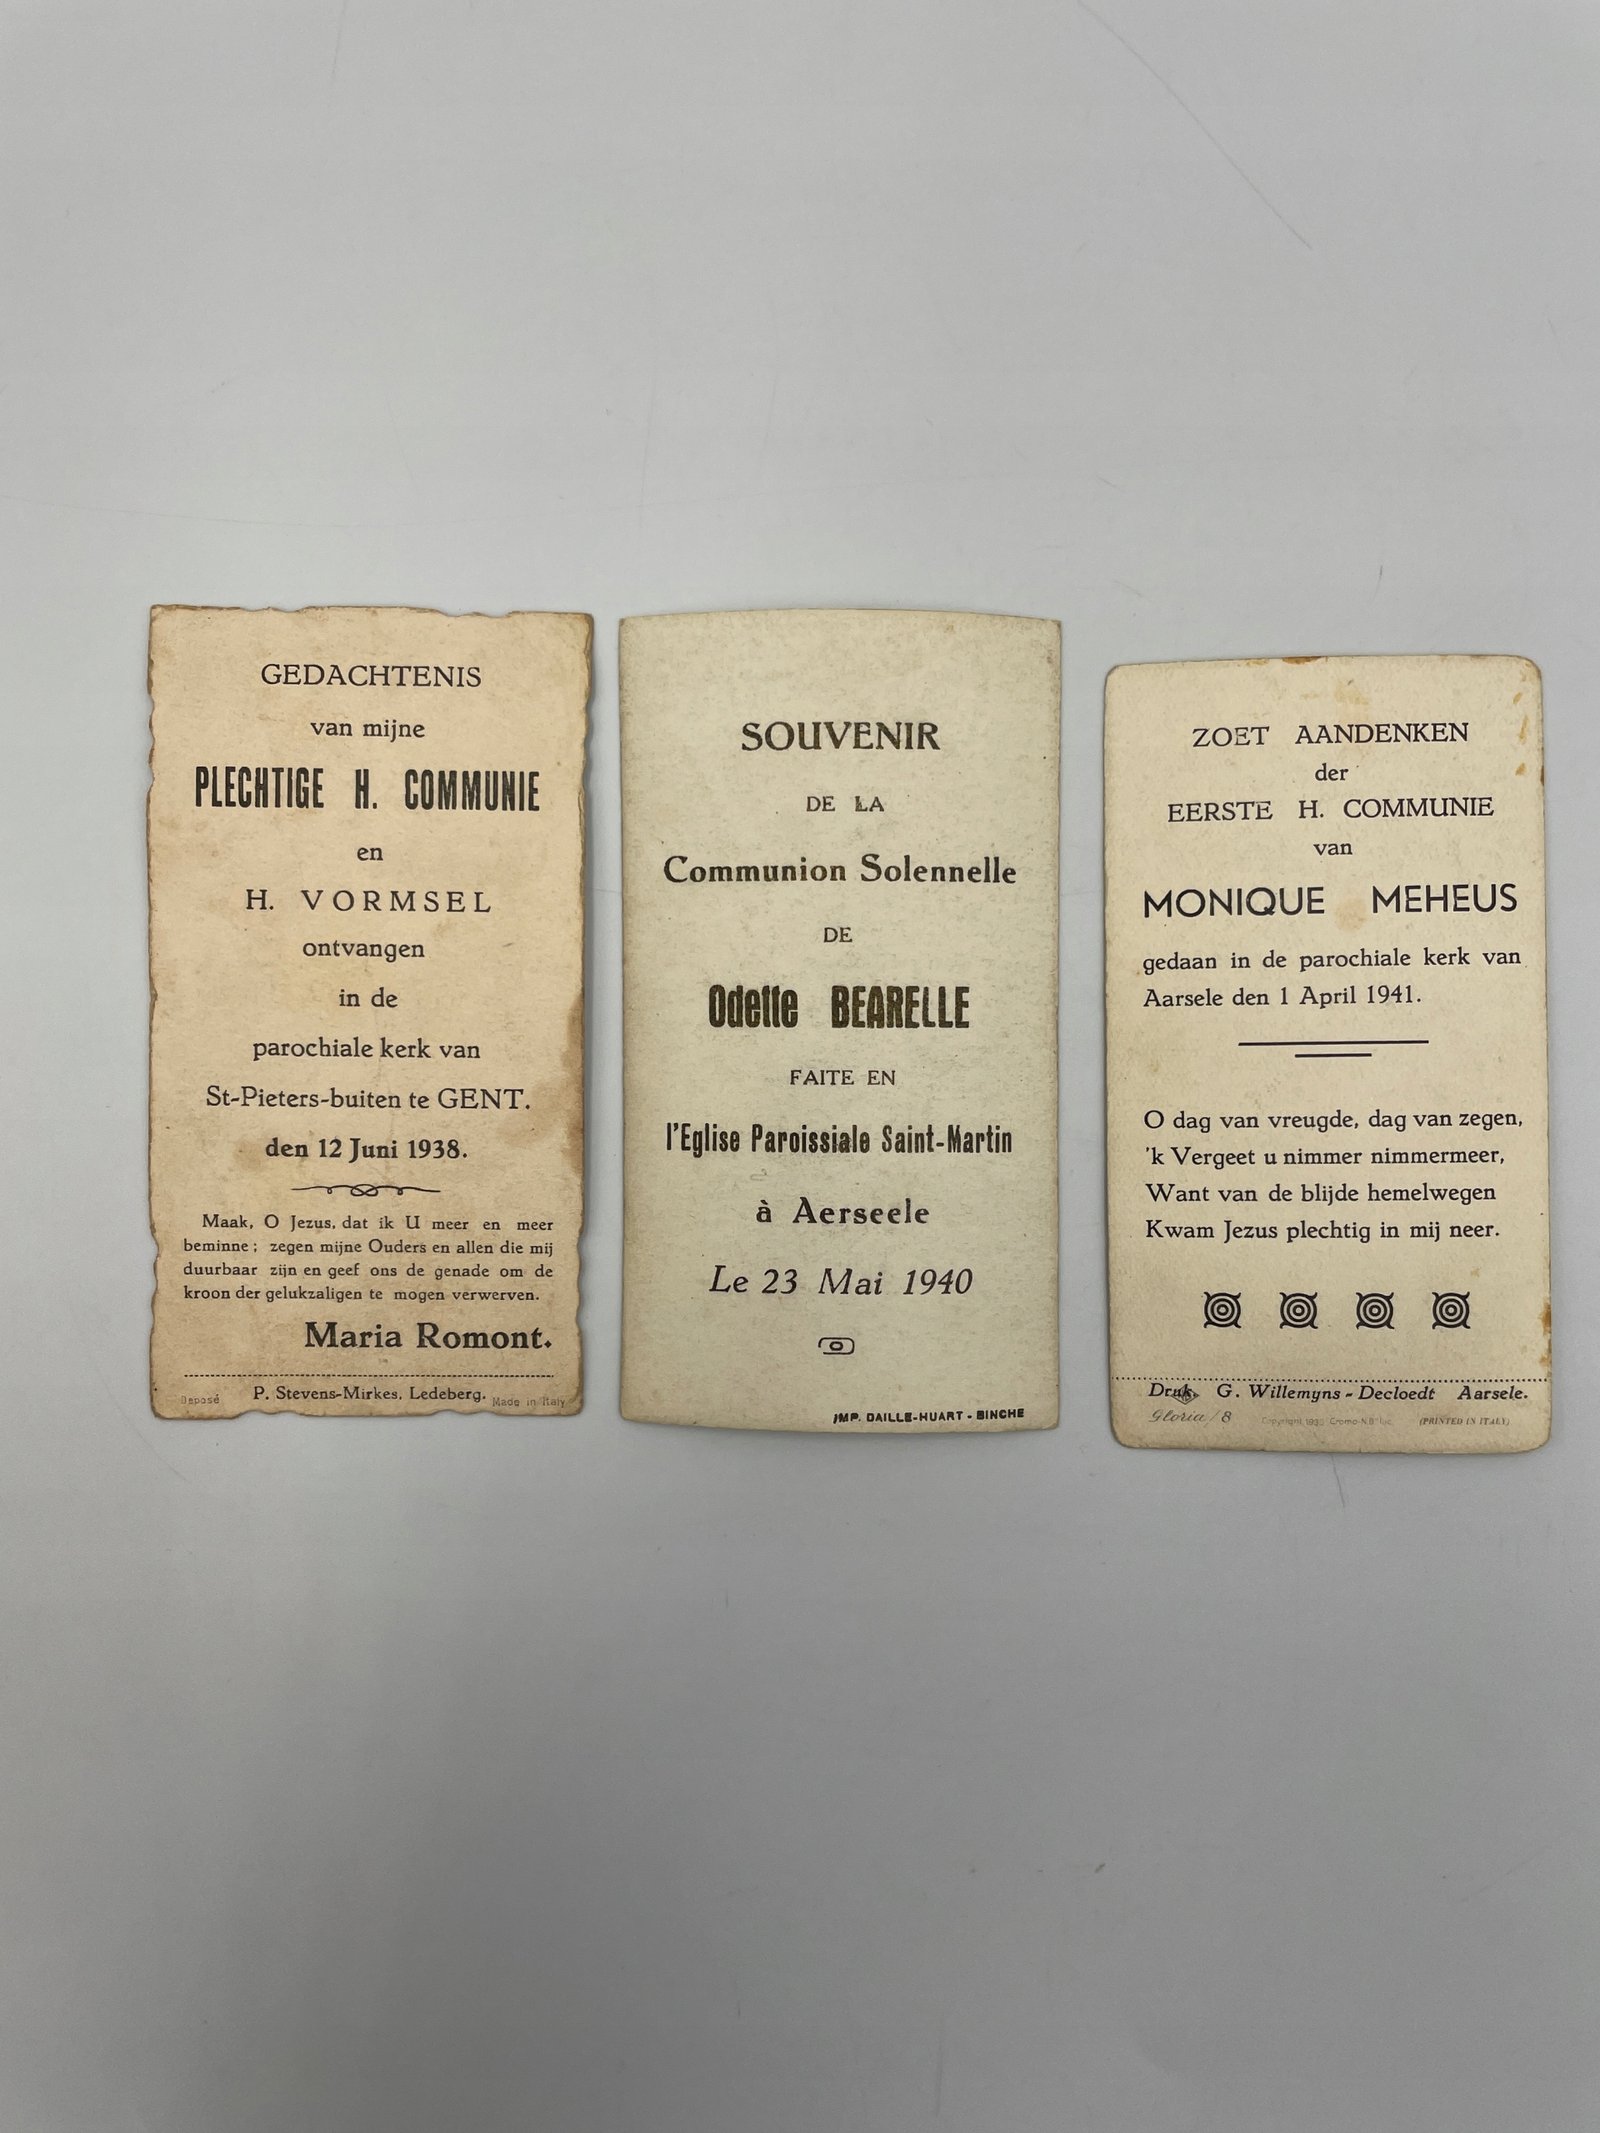 GEDACHTENIS
van mijne
PLECHTIGE H. COMMUNIE
en
H. VORMSEL
ontvangen
in de
parochiale kerk van
St-Pieters-buiten te GENT.
den 12 Juni 1938.
Maak, O Jezus, dat ik U meer en meer
beminne ; zegen mijne Ouders en allen die mij
duurbaar zijn en geef ons de genade om de
kroon der gelukzaligen te mogen verwerven.
Maria Romont.
Deposé P. Stevens-Mirkes, Ledeberg. Made in Italy
SOUVENIR
DE LA
Communion Solennelle
DE
Odette BEARELLE
FAITE EN
l'Eglise Paroissiale Saint-Martin
à Aerseele
Le 23 Mai 1940
IMP. DAILLE-HUART - BINCHE
ZOET AANDENKEN
der
EERSTE H. COMMUNIE
van
MONIQUE MEHEUS
gedaan in de parochiale kerk van
Aarsele den 1 April 1941.
O dag van vreugde, dag van zegen,
'k Vergeet u nimmer nimmermeer,
Want van de blijde hemelwegen
Kwam Jezus plechtig in mij neer.
Druk. G. Willemyns - Decloedt Aarsele.
Gloria / 8 Copyright Cromo (PRINTED IN ITALY)